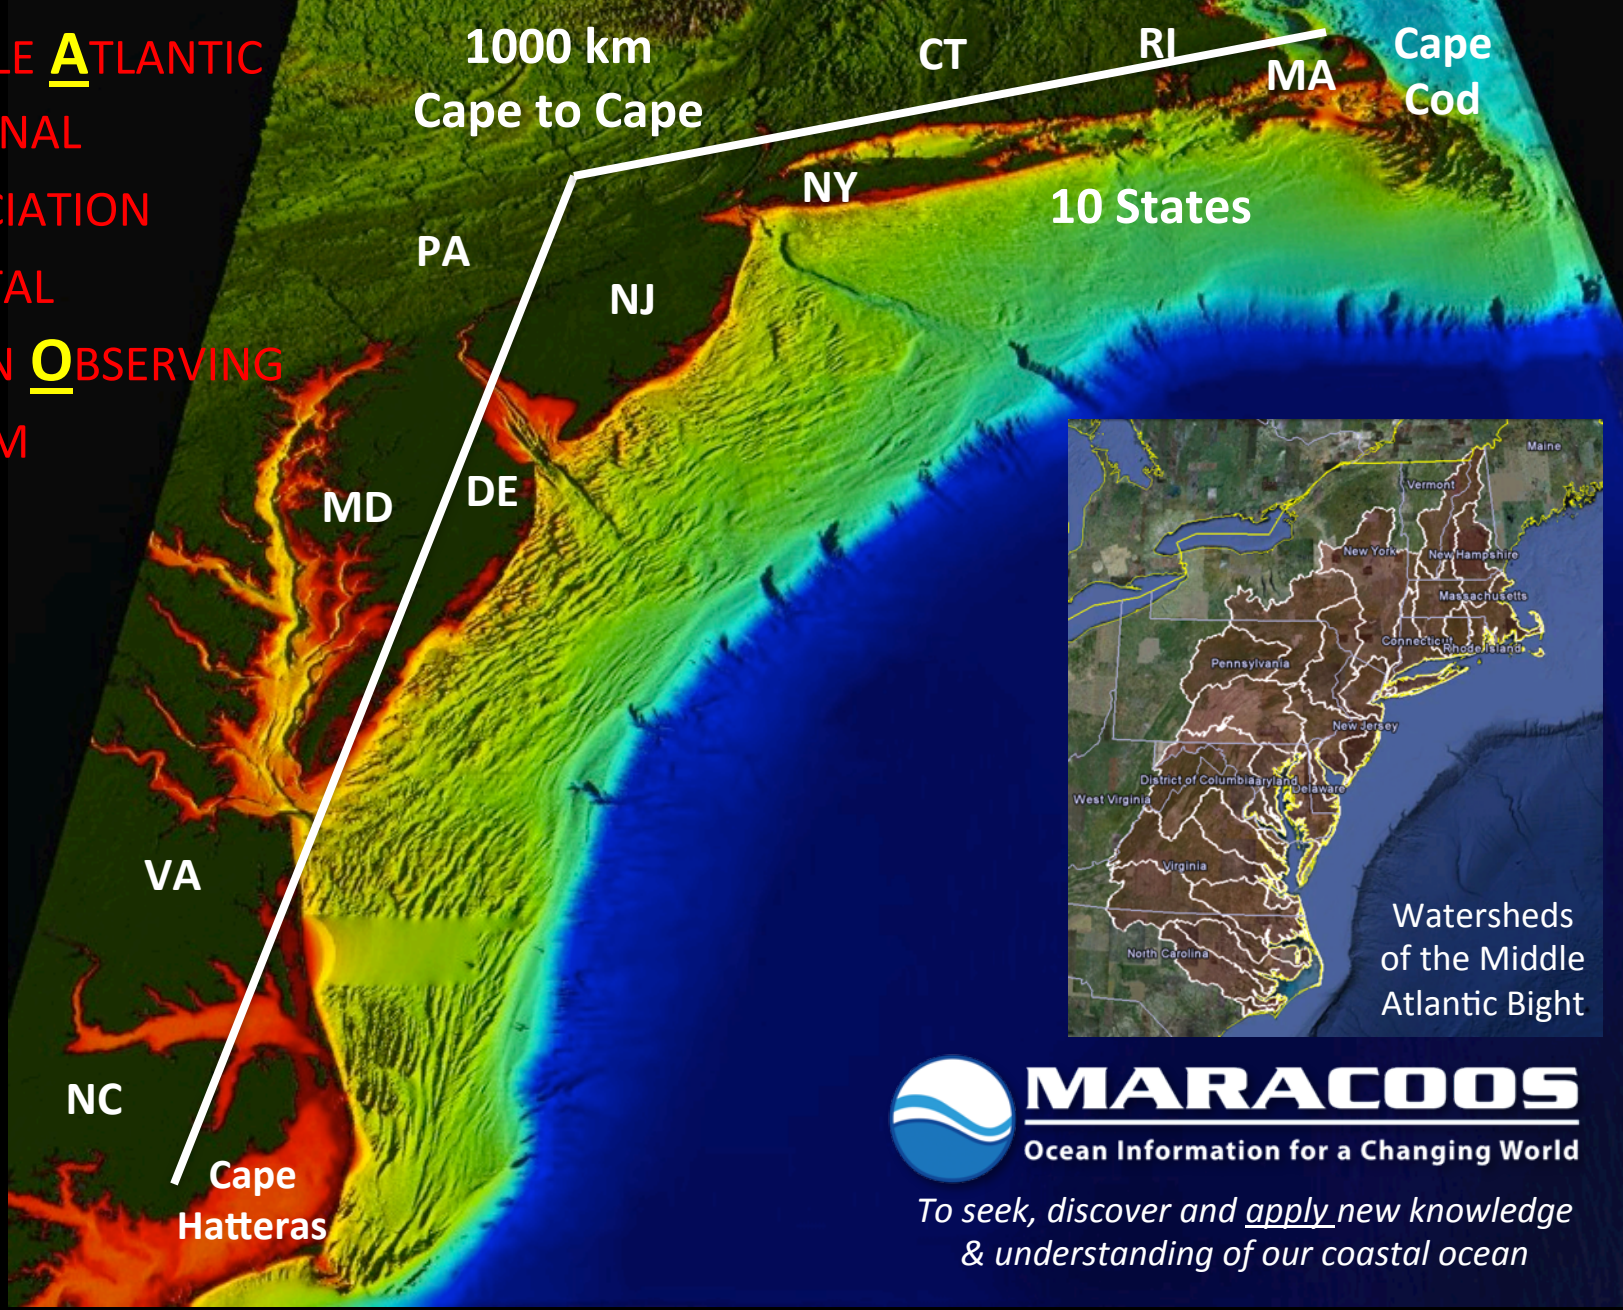 LE ATLANTIC
NAL
CIATION
TAL
N OBSERVING
M
1000 km
Cape to Cape
CT
RI
MA
Cape
Cod
NY
10 States
PA
NJ
MD
DE
VA
NC
Cape
Hatteras
Maine
Vermont
New York
New Hampshire
Massachusetts
Connecticut
Rhode Island
Pennsylvania
New Jersey
District of Columbia
aryland
Delaware
West Virginia
Virginia
North Carolina
Watersheds
of the Middle
Atlantic Bight
MARACOOS
Ocean Information for a Changing World
To seek, discover and apply new knowledge
& understanding of our coastal ocean